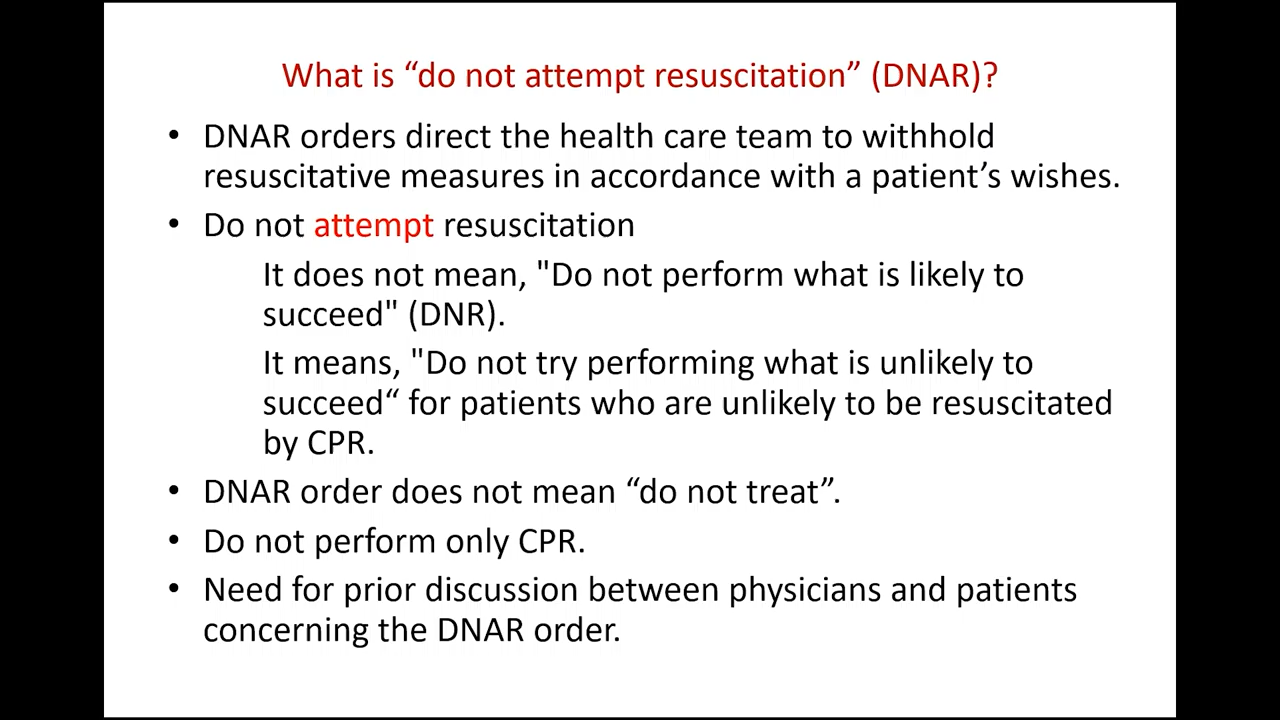 What is “do not attempt resuscitation” (DNAR)?
• DNAR orders direct the health care team to withhold
resuscitative measures in accordance with a patient’s wishes.
• Do not attempt resuscitation
It does not mean, "Do not perform what is likely to
succeed" (DNR).
It means, "Do not try performing what is unlikely to
succeed“ for patients who are unlikely to be resuscitated
by CPR.
• DNAR order does not mean “do not treat”.
• Do not perform only CPR.
• Need for prior discussion between physicians and patients
concerning the DNAR order.